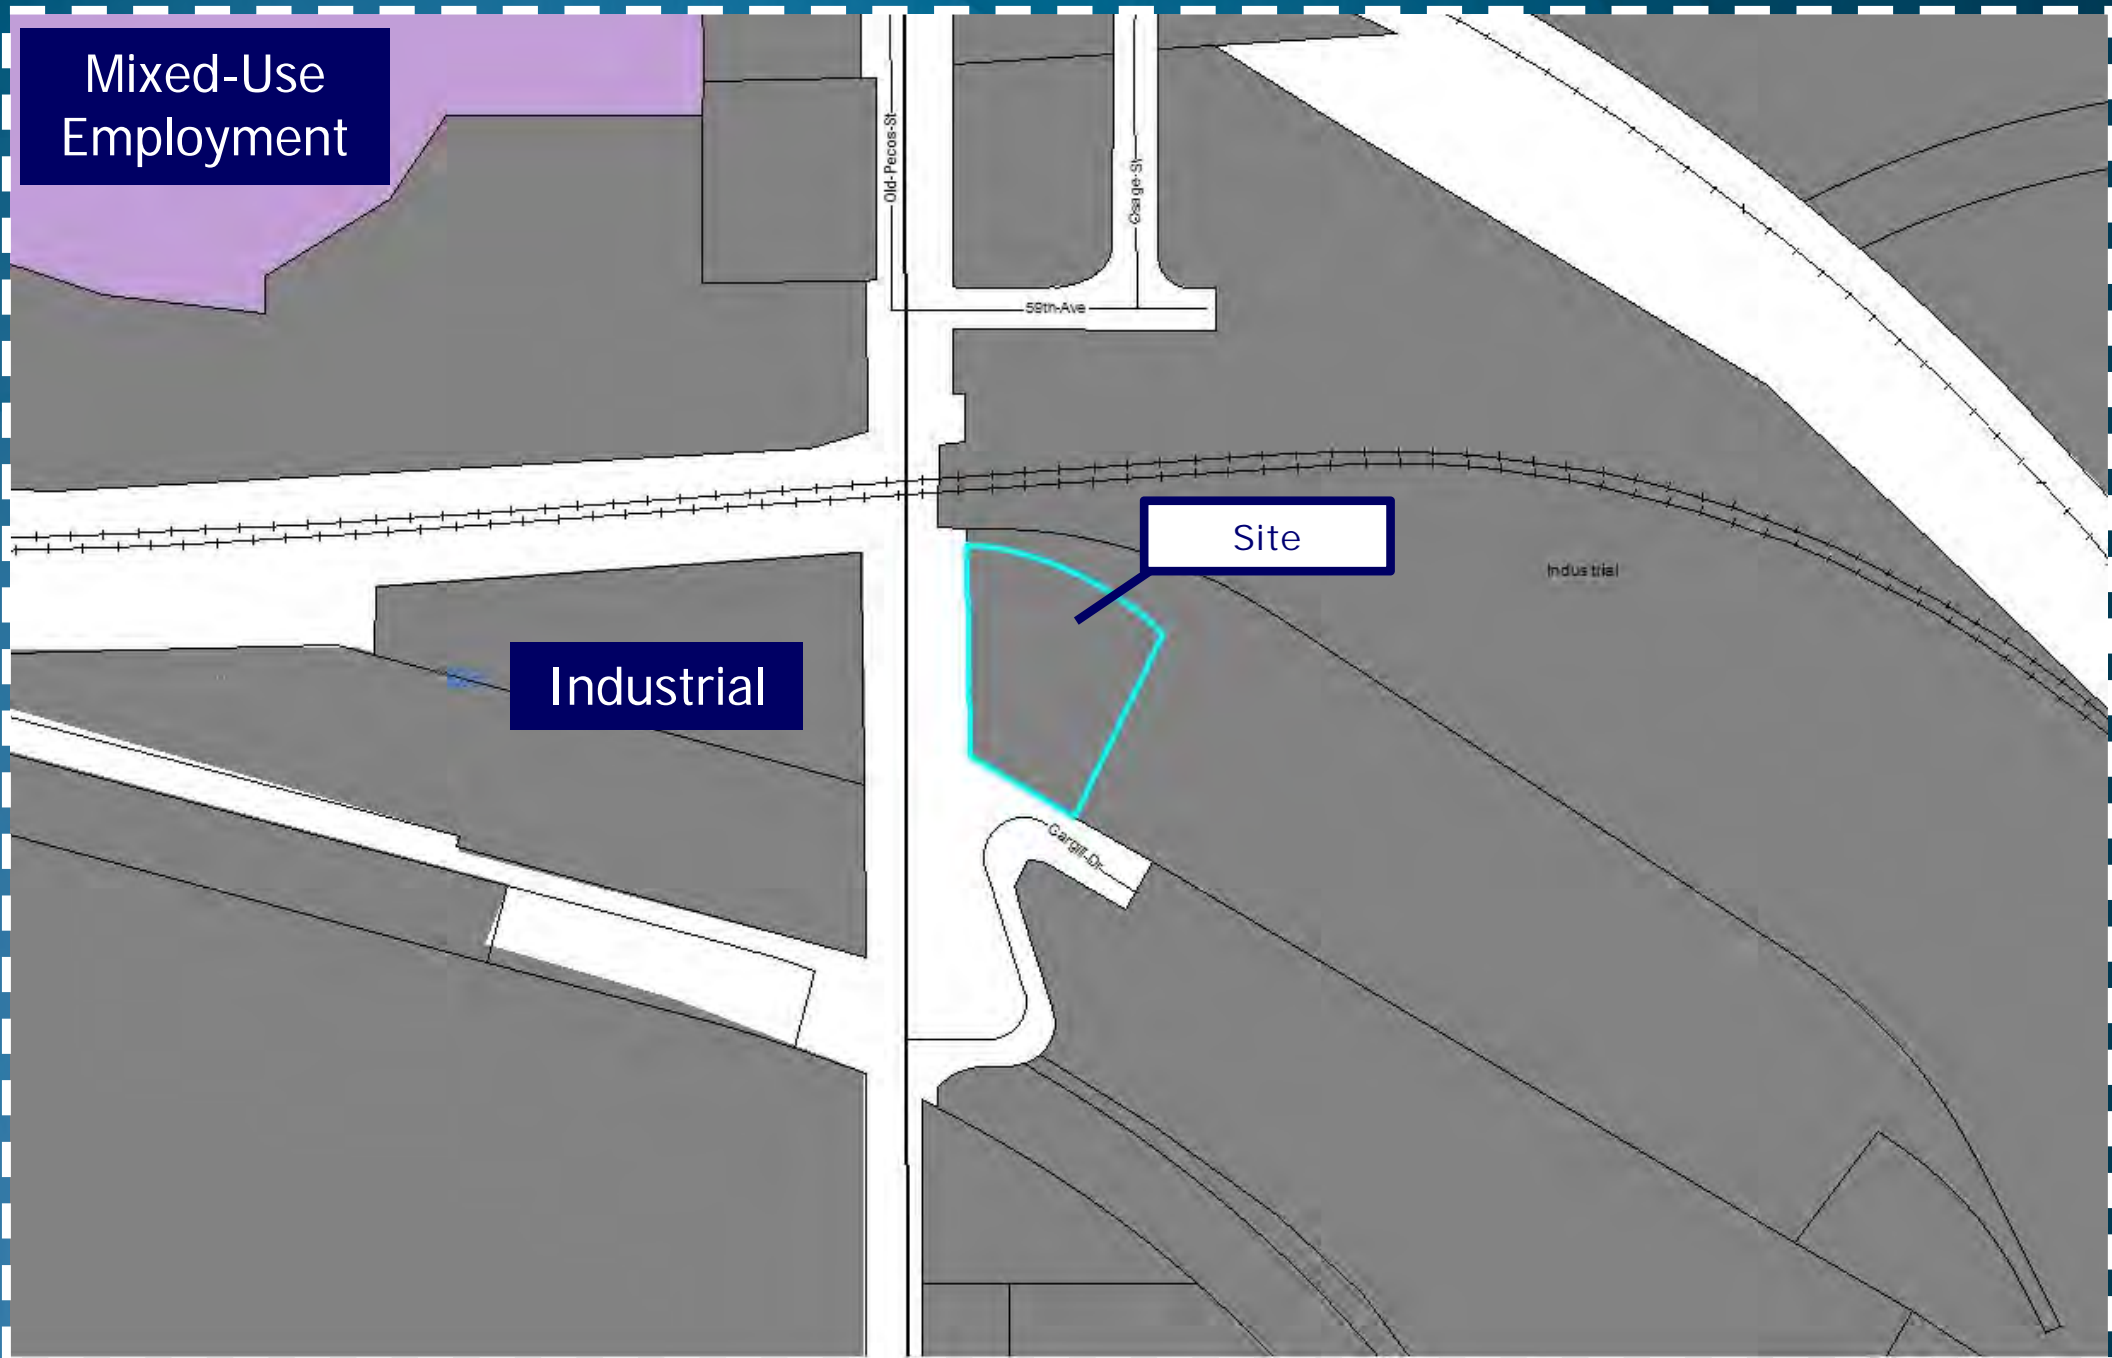 Mixed-Use
Employment
Old-Pecos-St
Osage-St
59th-Ave
Site
Industrial
Industrial
Cargill-Dr